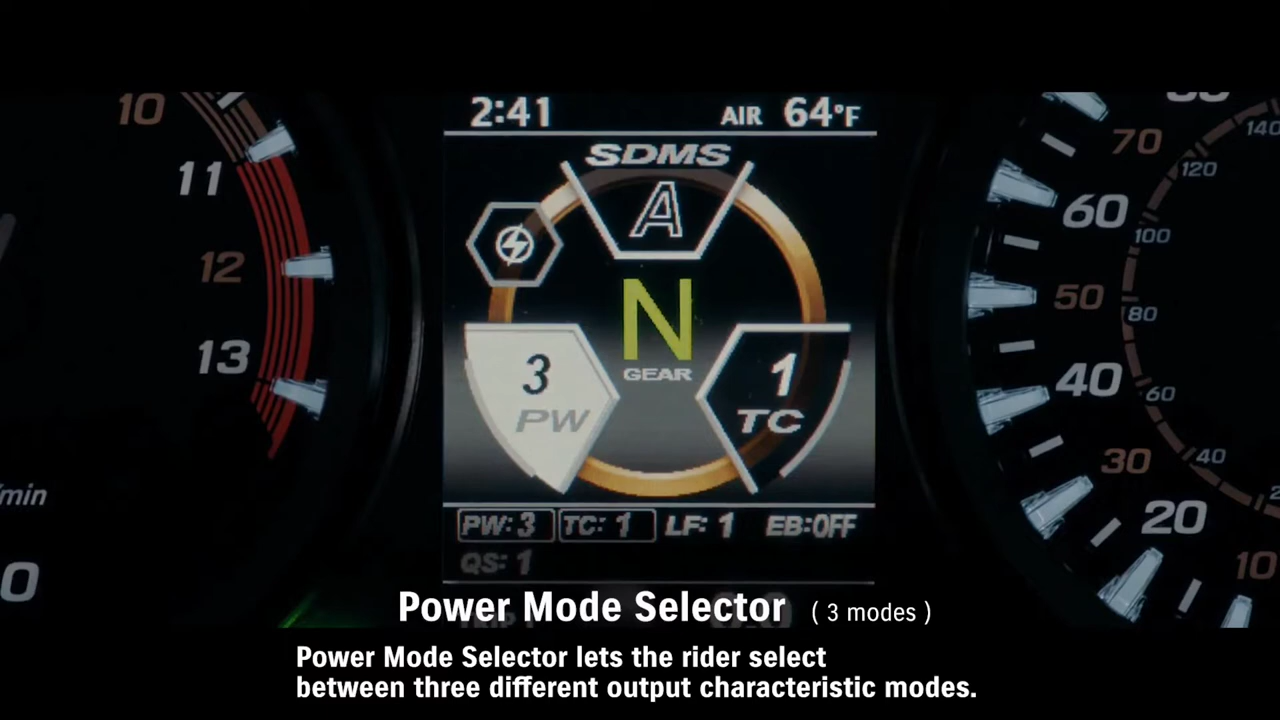 2:41 AIR 64°F
SDMS
A
N
GEAR
3
PW
1
TC
PW:3 TC:1 LF:1 EB:OFF
QS:1
10
11
12
13
/min
0
70
60
50
40
30
20
10
140
120
100
80
60
40
Power Mode Selector ( 3 modes )
Power Mode Selector lets the rider select
between three different output characteristic modes.